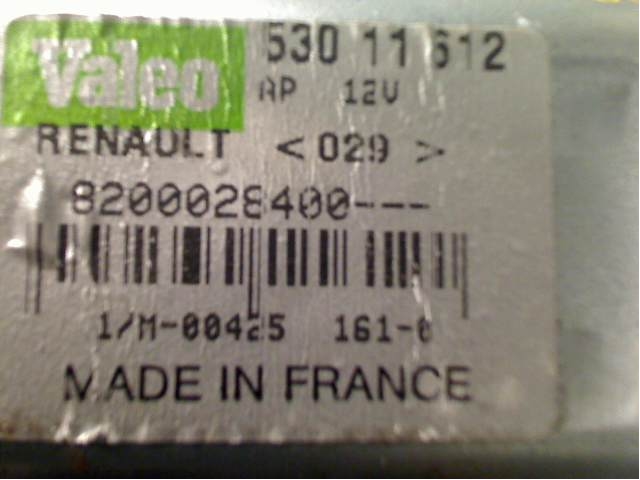 Valeo
530 11 612
AP 12V
RENAULT <029>
8200028400---
1/M-00425 161-0
MADE IN FRANCE